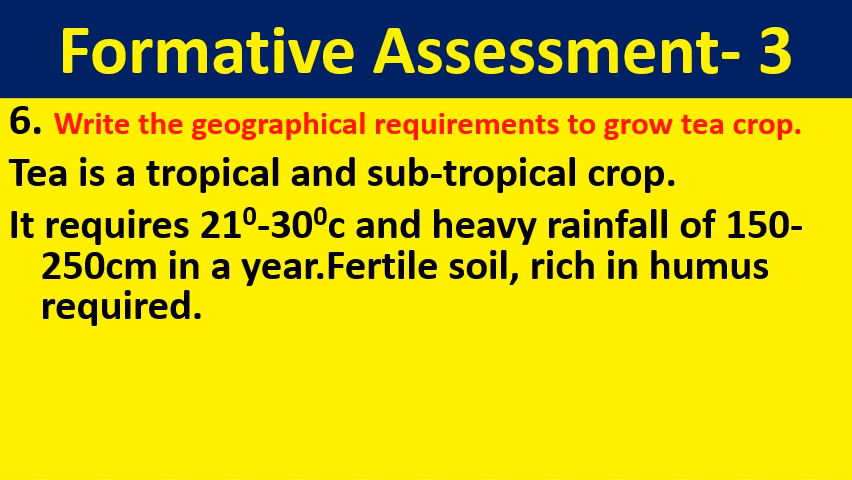 Formative Assessment- 3
6. Write the geographical requirements to grow tea crop.
Tea is a tropical and sub-tropical crop.
It requires 21⁰-30⁰c and heavy rainfall of 150-
250cm in a year.Fertile soil, rich in humus
required.